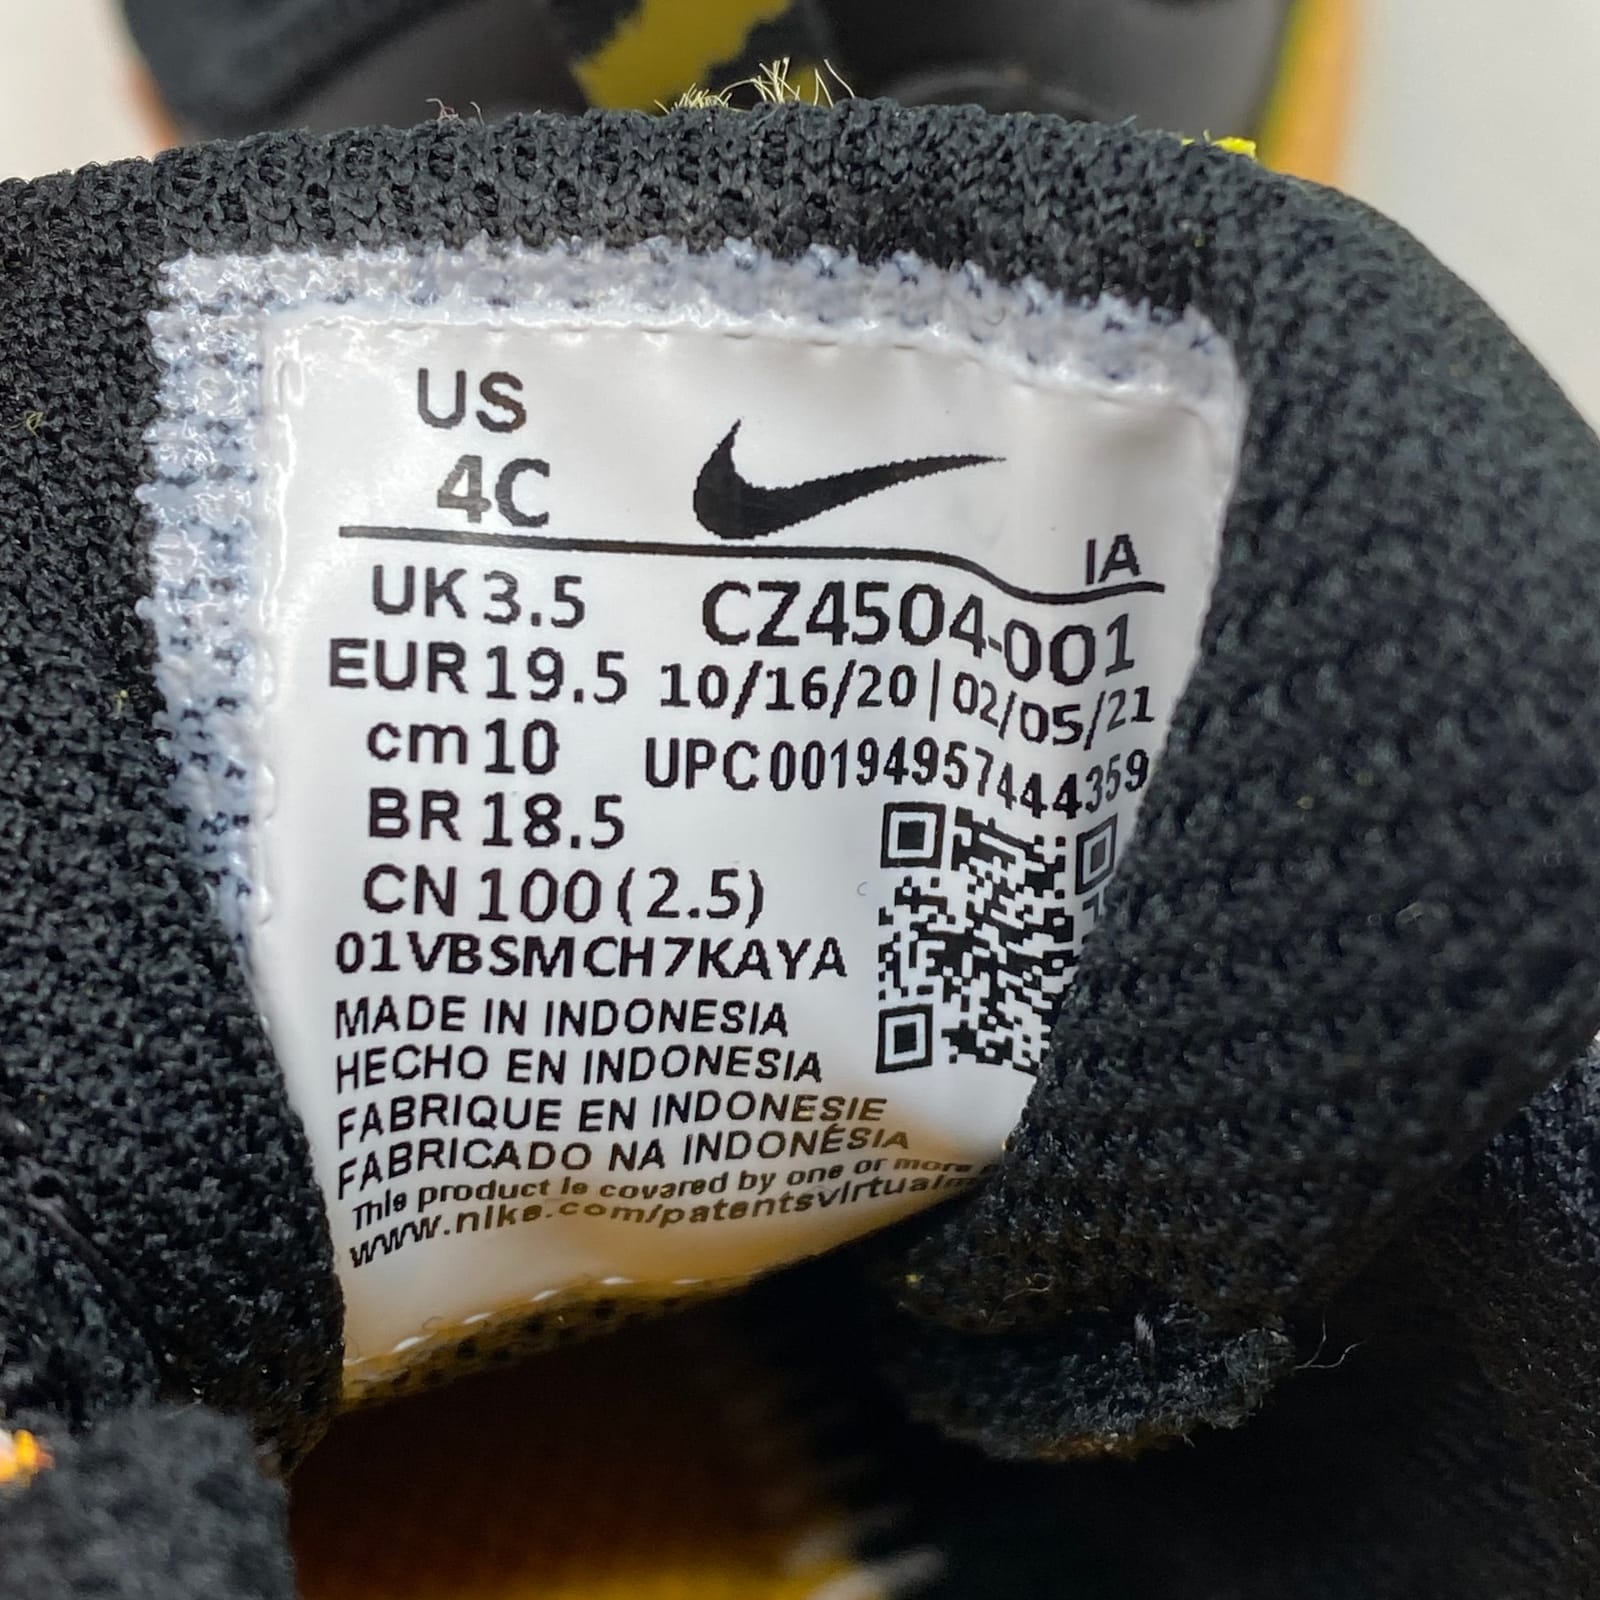 US
4C
IA
UK 3.5
CZ4504-001
EUR 19.5
10/16/20 | 02/05/21
cm 10
UPC 00194957444359
BR 18.5
CN 100 (2.5)
01VBSMCH7KAYA
MADE IN INDONESIA
HECHO EN INDONESIA
FABRIQUE EN INDONESIE
FABRICADO NA INDONÉSIA
This product is covered by one or more
www.nike.com/patentsvirtual